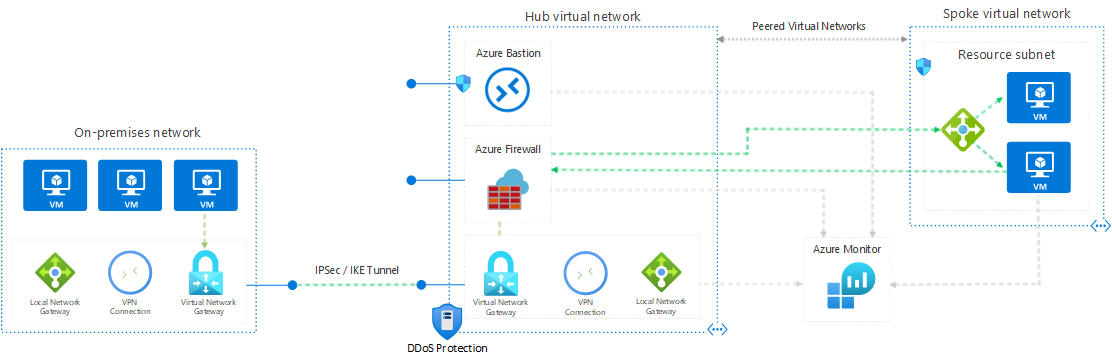 Hub virtual network
Spoke virtual network
Peered Virtual Networks
Azure Bastion
Resource subnet
VM
On-premises network
Azure Firewall
VM
VM
VM
VM
Azure Monitor
IPSec / IKE Tunnel
Local Network
Gateway
VPN
Connection
Virtual Network
Gateway
Virtual Network
Gateway
VPN
Connection
Local Network
Gateway
DDoS Protection